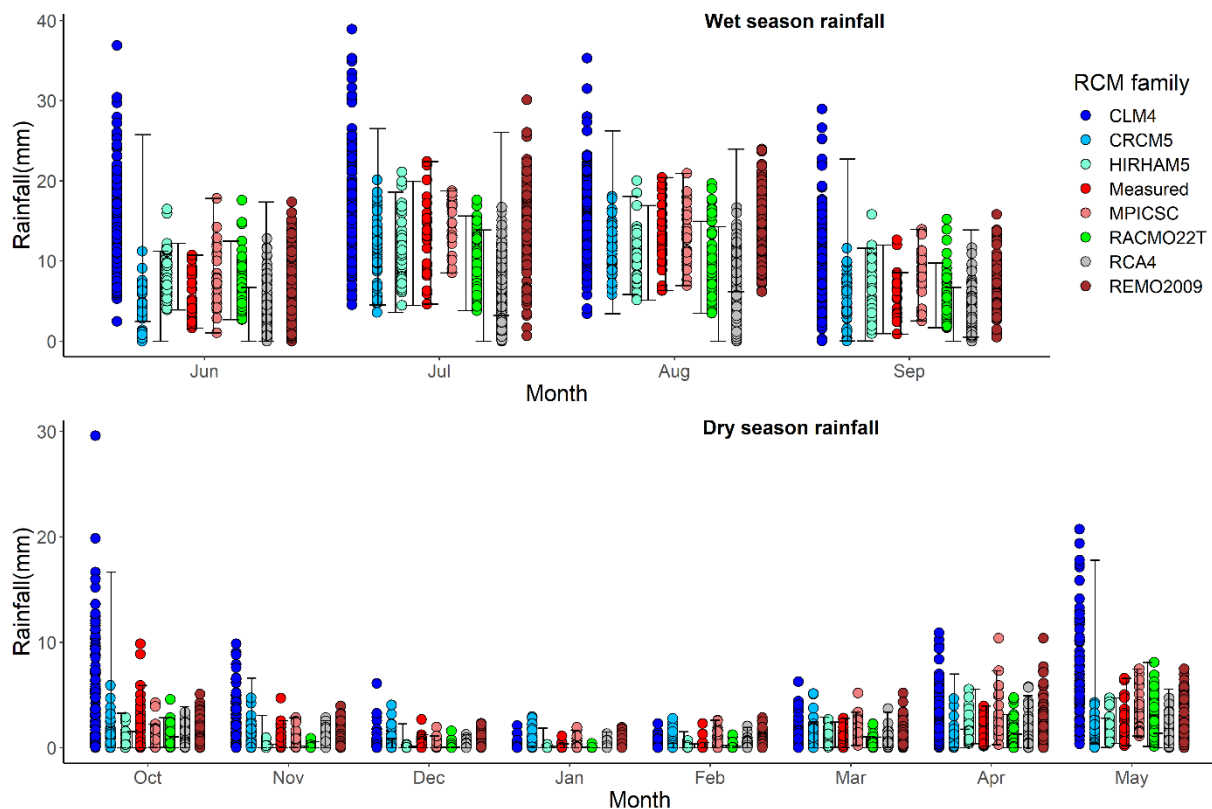 Wet season rainfall
40
30
20
10
0
Rainfall(mm)
Jun Jul Aug Sep
Month
RCM family
CLM4
CRCM5
HIRHAM5
Measured
MPICSC
RACMO22T
RCA4
REMO2009
Dry season rainfall
30
20
10
0
Rainfall(mm)
Oct Nov Dec Jan Feb Mar Apr May
Month